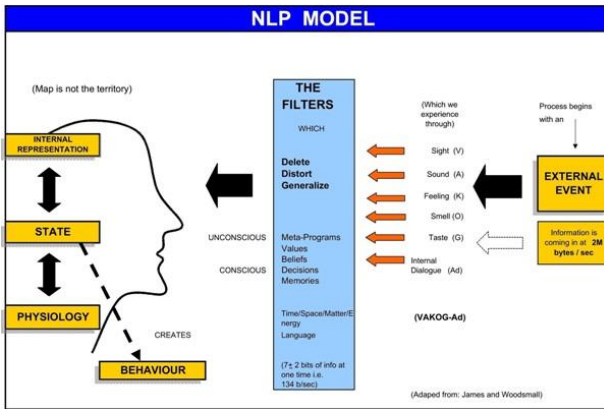 NLP MODEL
(Map is not the territory)
INTERNAL
REPRESENTATION
STATE
PHYSIOLOGY
CREATES
BEHAVIOUR
UNCONSCIOUS
CONSCIOUS
THE
FILTERS
WHICH
Delete
Distort
Generalize
Meta-Programs
Values
Beliefs
Decisions
Memories
Time/Space/Matter/E
nergy
Language
(7± 2 bits of info at
one time i.e.
134 b/sec)
(Which we
experience
through)
Sight (V)
Sound (A)
Feeling (K)
Smell (O)
Taste (G)
Internal
Dialogue (Ad)
(VAKOG-Ad)
Process begins
with an
EXTERNAL
EVENT
Information is
coming in at 2M
bytes / sec
(Adaped from: James and Woodsmall)